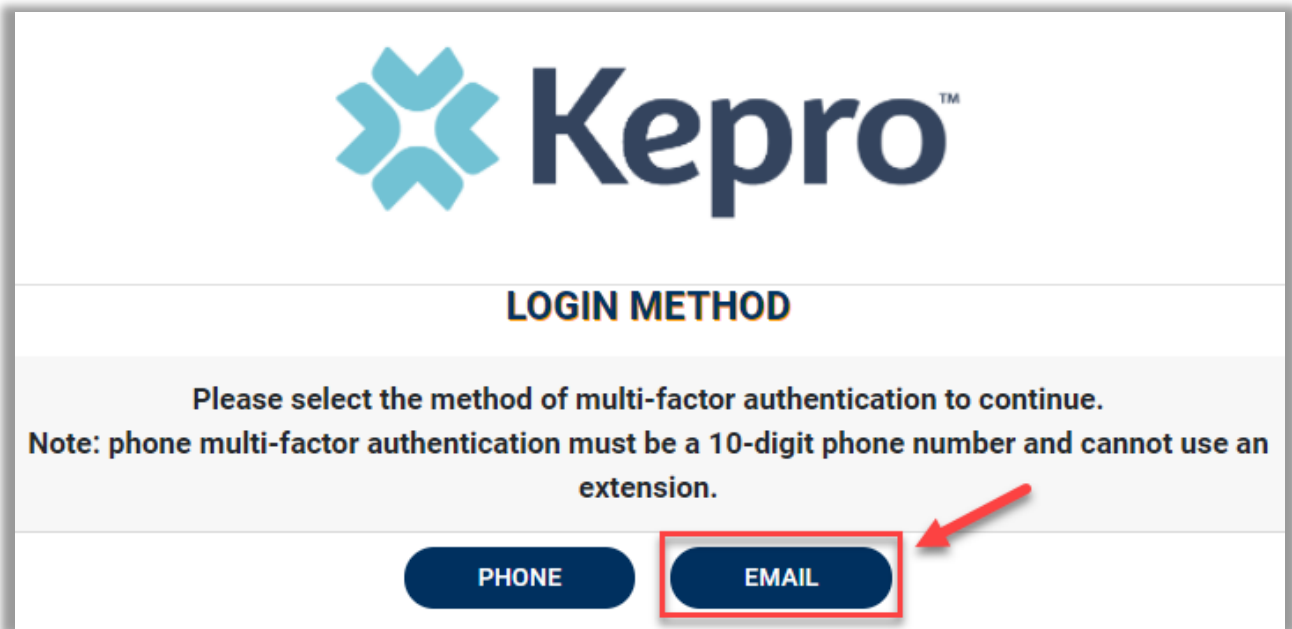 Kepro™
LOGIN METHOD
Please select the method of multi-factor authentication to continue.
Note: phone multi-factor authentication must be a 10-digit phone number and cannot use an
extension.
PHONE EMAIL